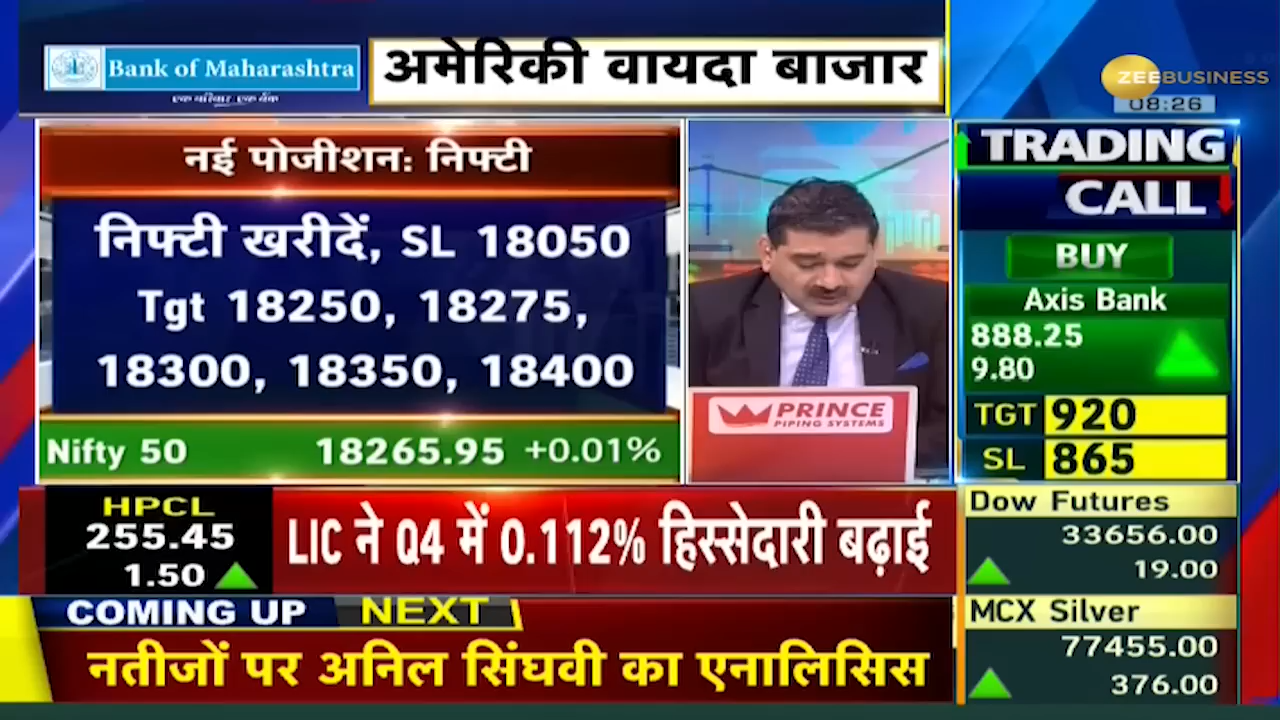 Bank of Maharashtra
एक परिवार एक बैंक
अमेरिकी वायदा बाजार
ZEEBUSINESS
08:26
नई पोजीशन: निफ्टी
निफ्टी खरीदें, SL 18050
Tgt 18250, 18275,
18300, 18350, 18400
Nifty 50 18265.95 +0.01%
PRINCE
PIPING SYSTEMS
TRADING
CALL
BUY
Axis Bank
888.25
9.80
TGT 920
SL 865
HPCL
255.45
1.50
LIC ने Q4 में 0.112% हिस्सेदारी बढ़ाई
Dow Futures
33656.00
19.00
COMING UP NEXT
नतीजों पर अनिल सिंघवी का एनालिसिस
MCX Silver
77455.00
376.00